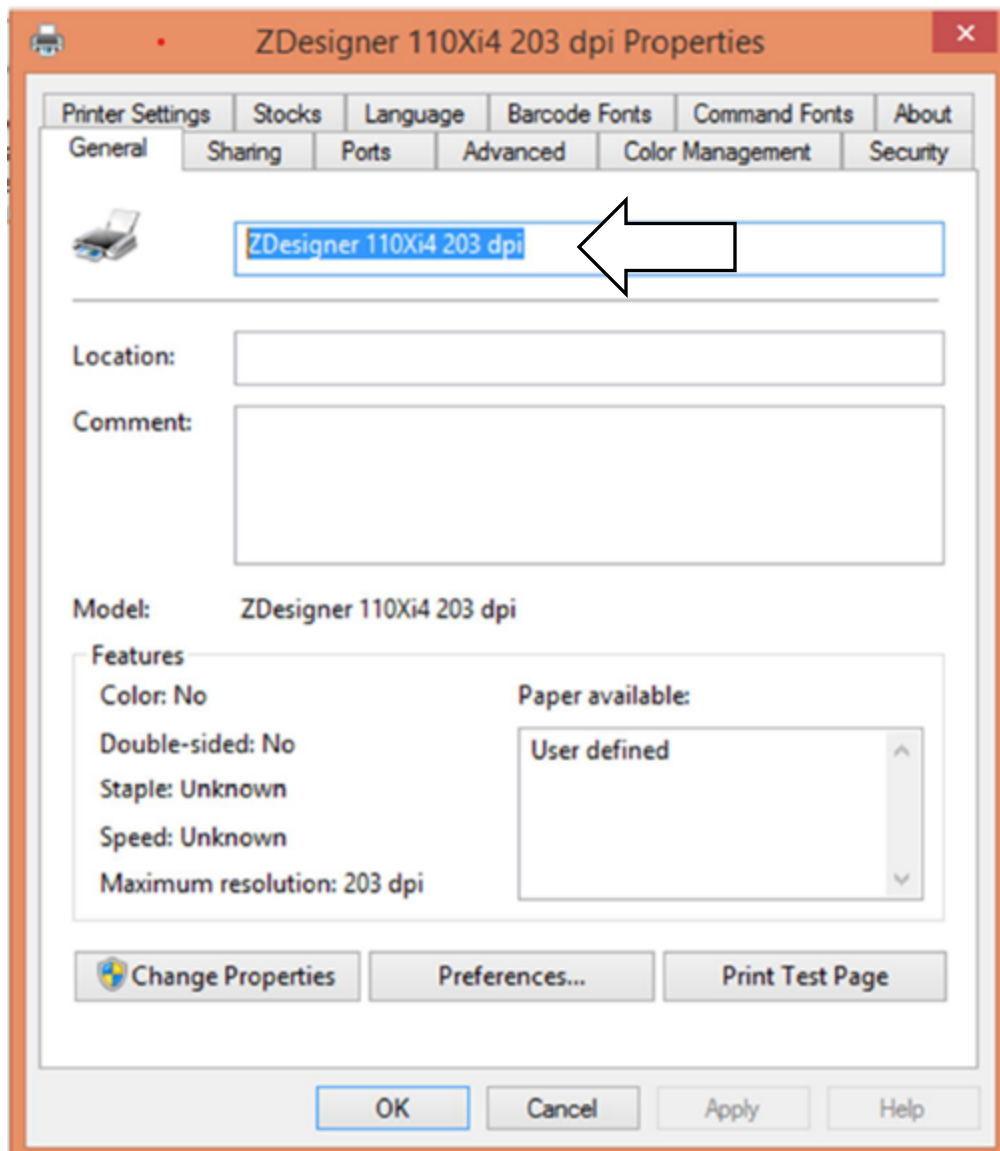 ZDesigner 110Xi4 203 dpi Properties
Printer Settings Stocks Language Barcode Fonts Command Fonts About
General Sharing Ports Advanced Color Management Security
ZDesigner 110Xi4 203 dpi
Location:
Comment:
Model: ZDesigner 110Xi4 203 dpi
Features
Color: No
Paper available:
Double-sided: No
User defined
Staple: Unknown
Speed: Unknown
Maximum resolution: 203 dpi
Change Properties Preferences... Print Test Page
OK Cancel Apply Help